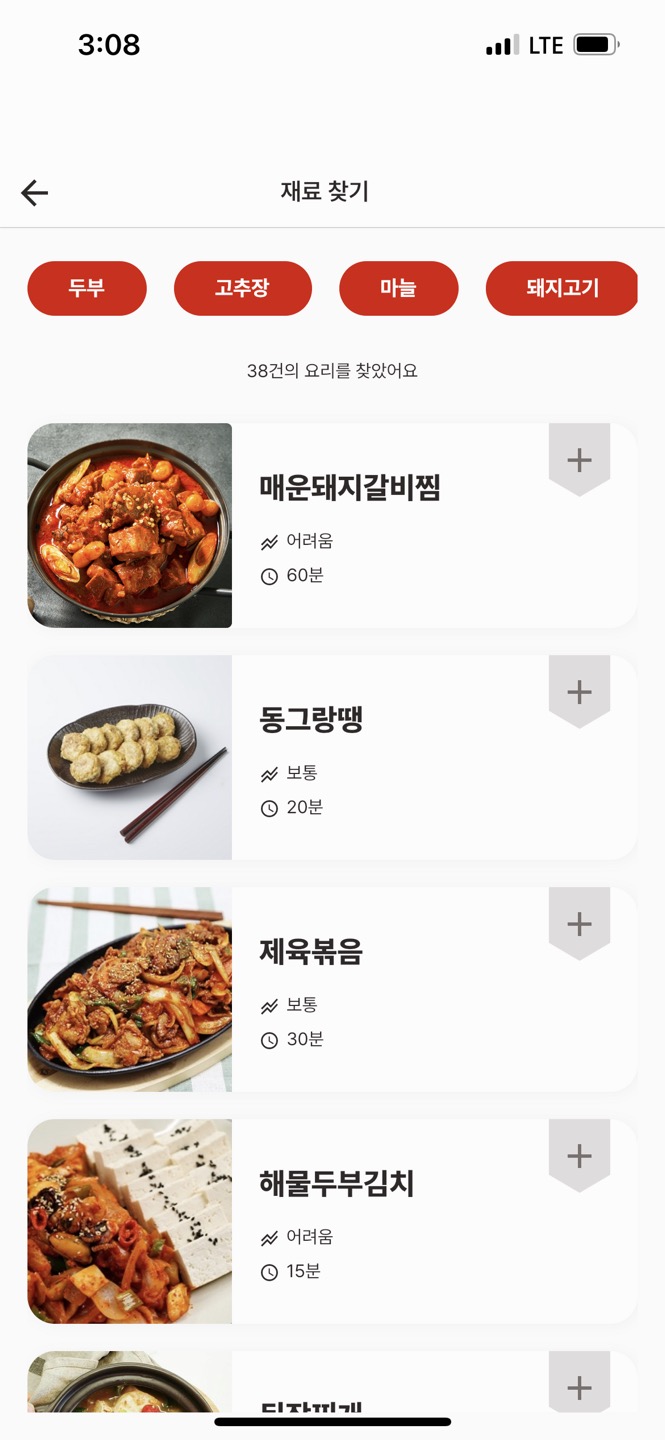 3:08
LTE
재료 찾기
두부 고추장 마늘 돼지고기
38건의 요리를 찾았어요
매운돼지갈비찜
어려움
60분
동그랑땡
보통
20분
제육볶음
보통
30분
해물두부김치
어려움
15분